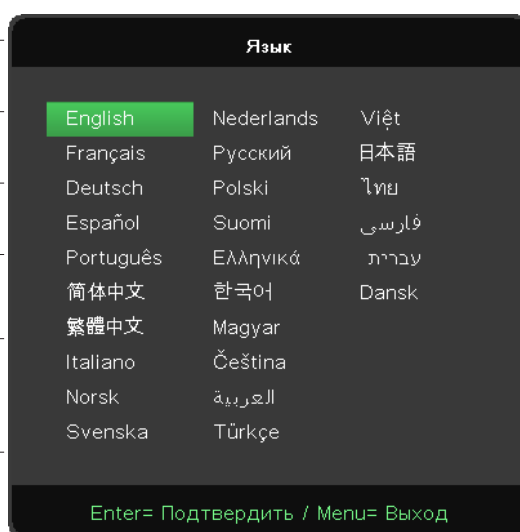 Язык
English Nederlands Việt
Français Русский 日本語
Deutsch Polski ไทย
Español Suomi فارسی
Português Ελληνικά עברית
简体中文 한국어 Dansk
繁體中文 Magyar
Italiano Čeština
Norsk العربية
Svenska Türkçe
Enter= Подтвердить / Menu= Выход